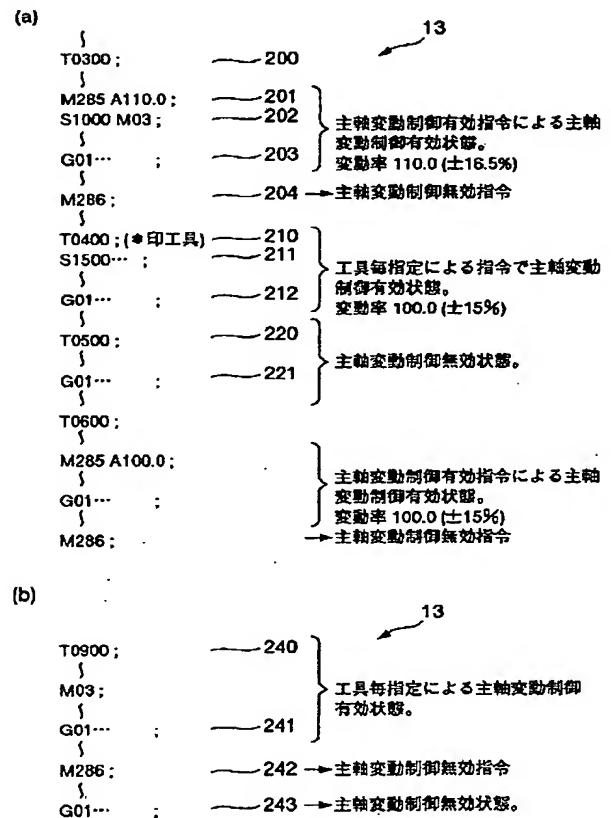 (a)
13
T0300 ; 200
M285 A110.0 ; 201
S1000 M03 ; 202
主軸変動制御有効指令による主軸
変動制御有効状態。
G01… ; 203
変動率 110.0 (±16.5%)
M286 ; 204 主軸変動制御無効指令
T0400 ; (*印工具) 210
S1500… ; 211
工具毎指定による指令で主軸変動
制御有効状態。
G01… ; 212
変動率 100.0 (±15%)
T0500 ; 220
主軸変動制御無効状態。
G01… ; 221
T0600 ;
M285 A100.0 ;
主軸変動制御有効指令による主軸
変動制御有効状態。
G01… ;
変動率 100.0 (±15%)
M286 ; 主軸変動制御無効指令
(b)
13
T0900 ; 240
M03 ;
工具毎指定による主軸変動制御
有効状態。
G01… ; 241
M286 ; 242 主軸変動制御無効指令
G01… ; 243 主軸変動制御無効状態。